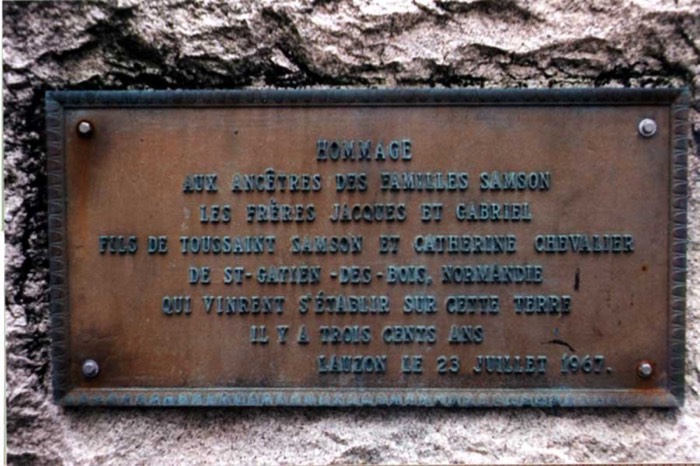 HOMMAGE
AUX ANCÊTRES DES FAMILLES SAMSON
LES FRÈRES JACQUES ET GABRIEL
FILS DE TOUSSAINT SAMSON ET CATHERINE CHEVALIER
DE ST-GATIEN-DES-BOIS, NORMANDIE
QUI VINRENT S'ÉTABLIR SUR CETTE TERRE
IL Y A TROIS CENTS ANS
LAUZON LE 23 JUILLET 1967.